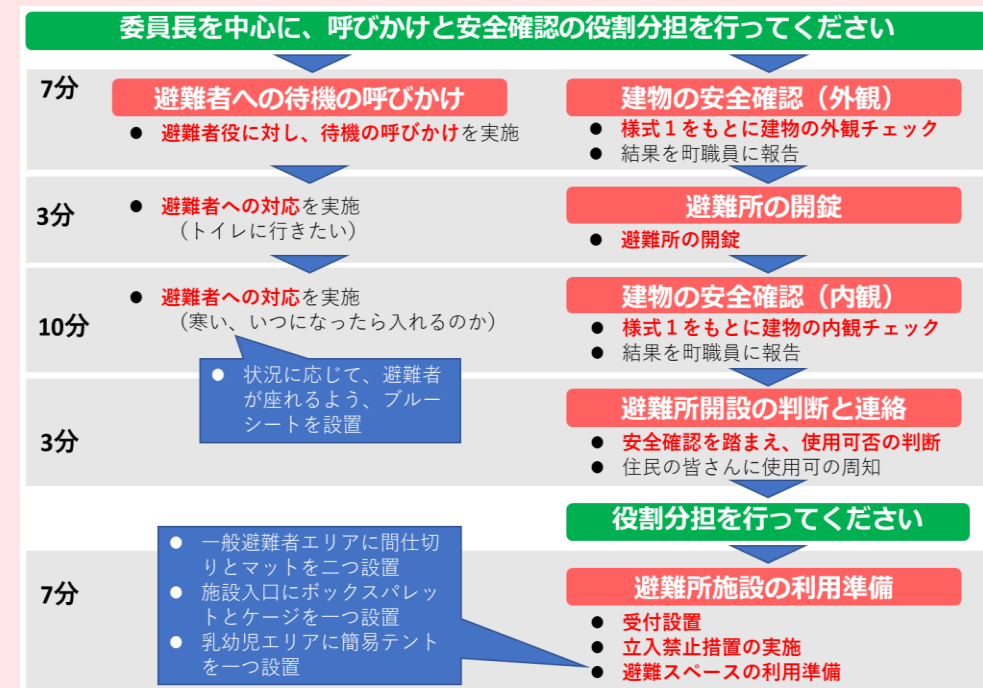 委員長を中心に、呼びかけと安全確認の役割分担を行ってください
7分
避難者への待機の呼びかけ
● 避難者役に対し、待機の呼びかけを実施
建物の安全確認（外観）
● 様式１をもとに建物の外観チェック
● 結果を町職員に報告
3分
● 避難者への対応を実施
（トイレに行きたい）
避難所の開錠
● 避難所の開錠
10分
● 避難者への対応を実施
（寒い、いつになったら入れるのか）
● 状況に応じて、避難者
が座れるよう、ブルー
シートを設置
建物の安全確認（内観）
● 様式１をもとに建物の内観チェック
● 結果を町職員に報告
3分
避難所開設の判断と連絡
● 安全確認を踏まえ、使用可否の判断
● 住民の皆さんに使用可の周知
役割分担を行ってください
7分
● 一般避難者エリアに間仕切
りとマットを二つ設置
● 施設入口にボックスパレッ
トとケージを一つ設置
● 乳幼児エリアに簡易テント
を一つ設置
避難所施設の利用準備
● 受付設置
● 立入禁止措置の実施
● 避難スペースの利用準備